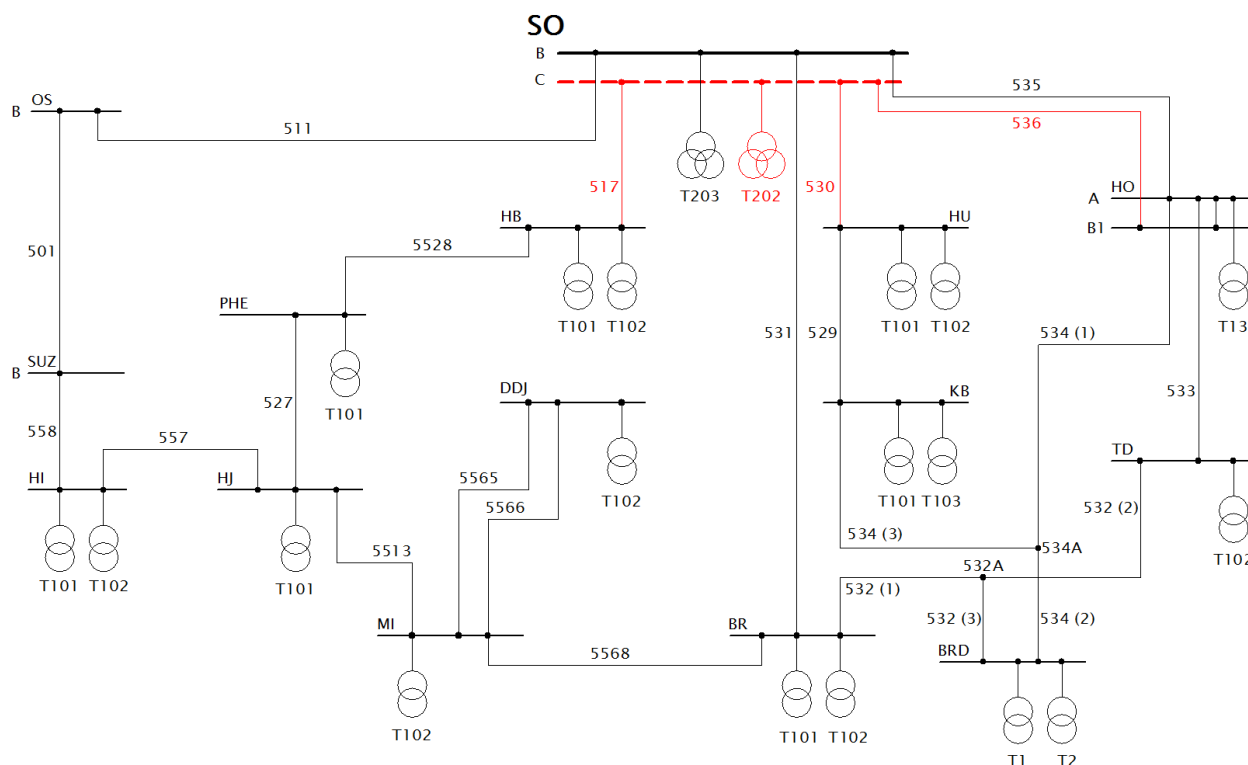 SO
B
C
535
B OS
536
511
517
T203
T202
530
HO
A
B1
HB
HU
501
5528
PHE
T101
T102
T101
T102
T13
531
529
534 (1)
B SUZ
527
T101
DDJ
KB
533
558
557
TD
HI
HJ
5565
5566
T102
T101
T103
532 (2)
534 (3)
534A
5513
T101
T102
T101
532A
T102
532 (1)
MI
BR
532 (3)
534 (2)
5568
BRD
T102
T101
T102
T1
T2